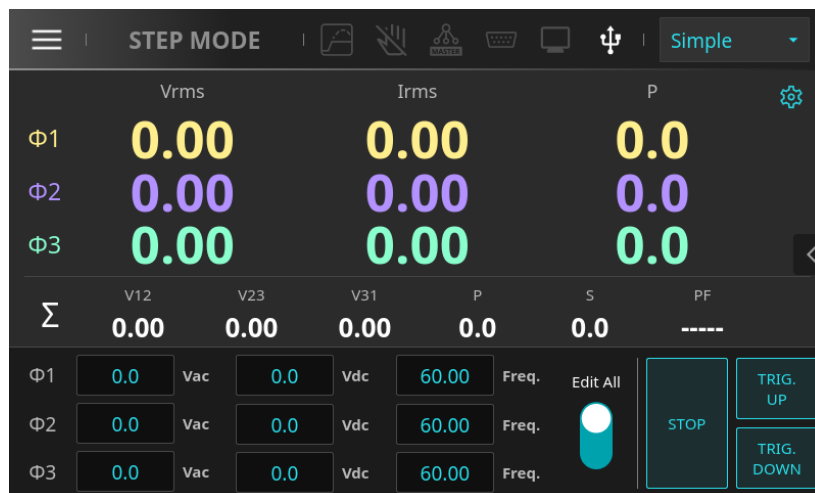 STEP MODE MASTER Simple
Vrms Irms P
Φ1 0.00 0.00 0.0
Φ2 0.00 0.00 0.0
Φ3 0.00 0.00 0.0
V12 V23 V31 P S PF
Σ 0.00 0.00 0.00 0.0 0.0 -----
Φ1 0.0 Vac 0.0 Vdc 60.00 Freq. Edit All
Φ2 0.0 Vac 0.0 Vdc 60.00 Freq.
Φ3 0.0 Vac 0.0 Vdc 60.00 Freq.
STOP
TRIG.
UP
TRIG.
DOWN